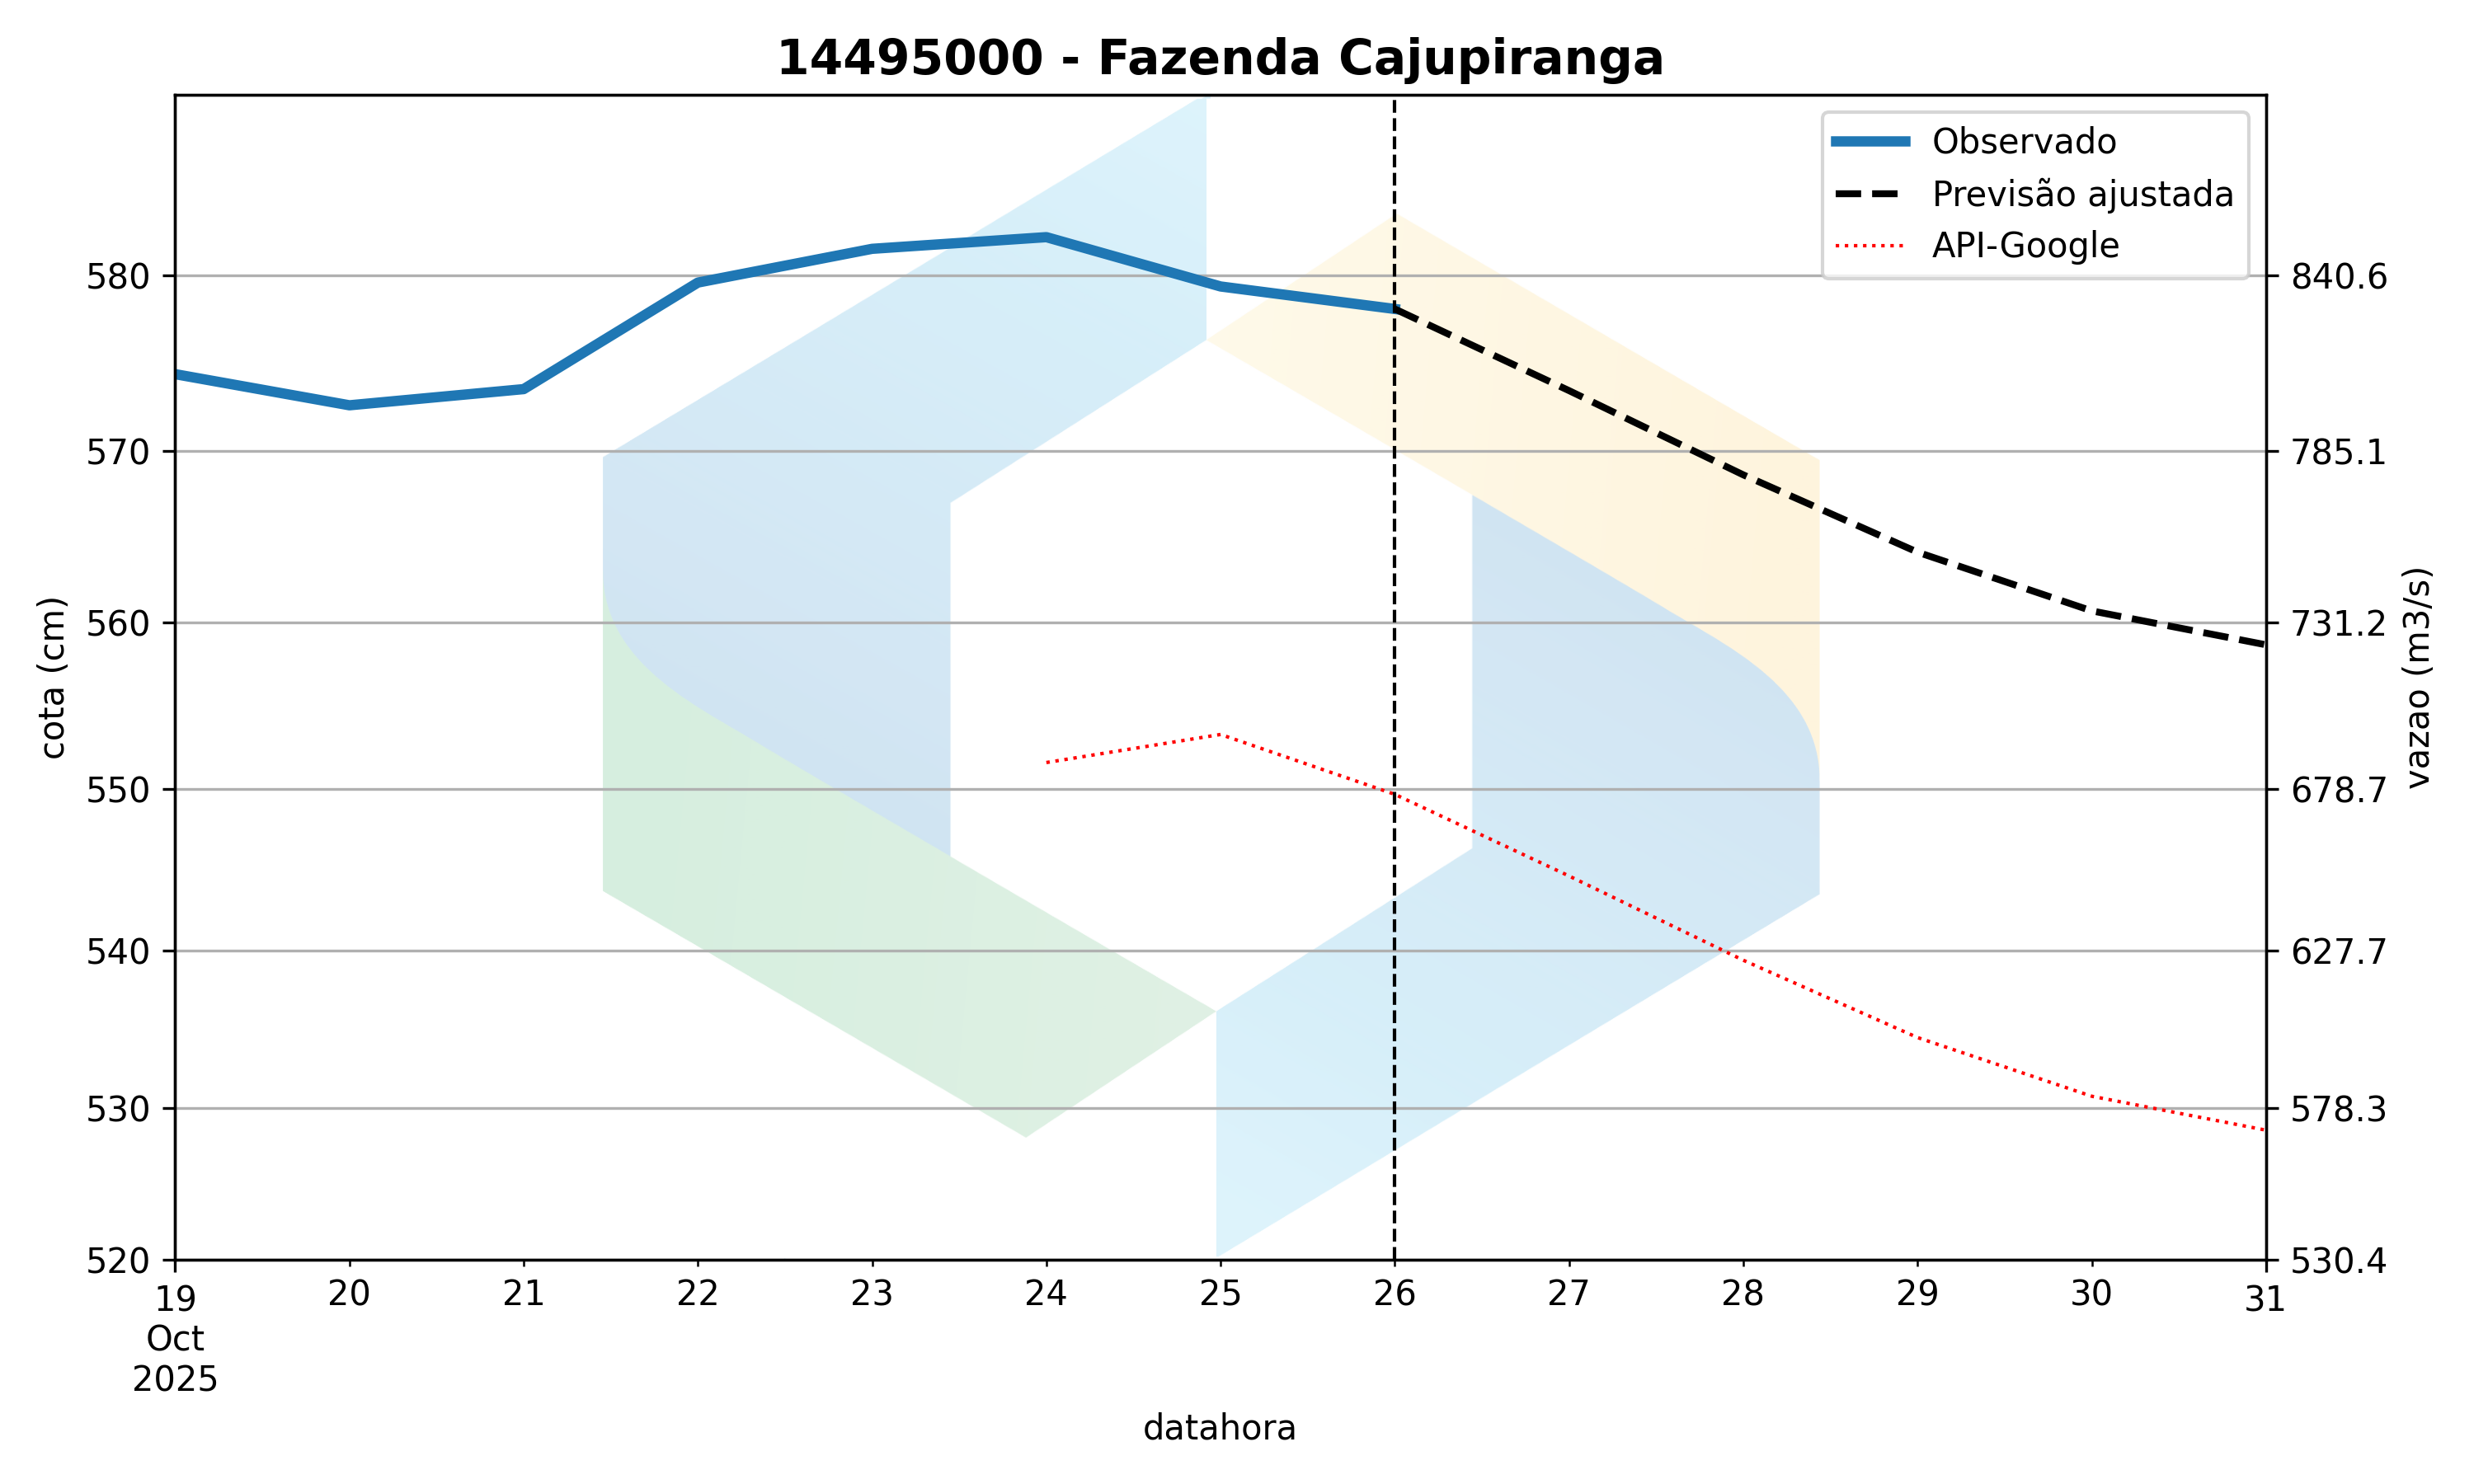 14495000 - Fazenda Cajupiranga
Observado
Previsão ajustada
API-Google
580
570
560
550
540
530
520
cota (cm)
840.6
785.1
731.2
678.7
627.7
578.3
530.4
vazao (m3/s)
19 20 21 22 23 24 25 26 27 28 29 30 31
Oct
2025
datahora